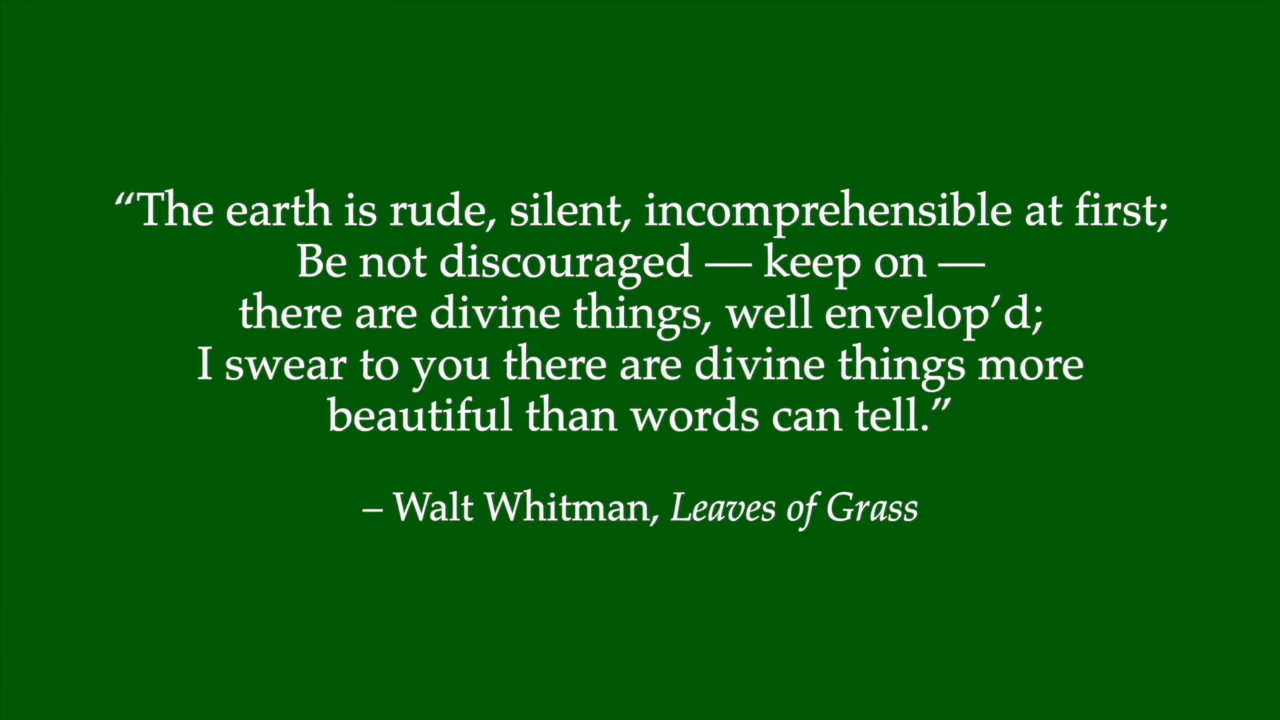 “The earth is rude, silent, incomprehensible at first;
Be not discouraged — keep on —
there are divine things, well envelop’d;
I swear to you there are divine things more
beautiful than words can tell.”
– Walt Whitman, Leaves of Grass